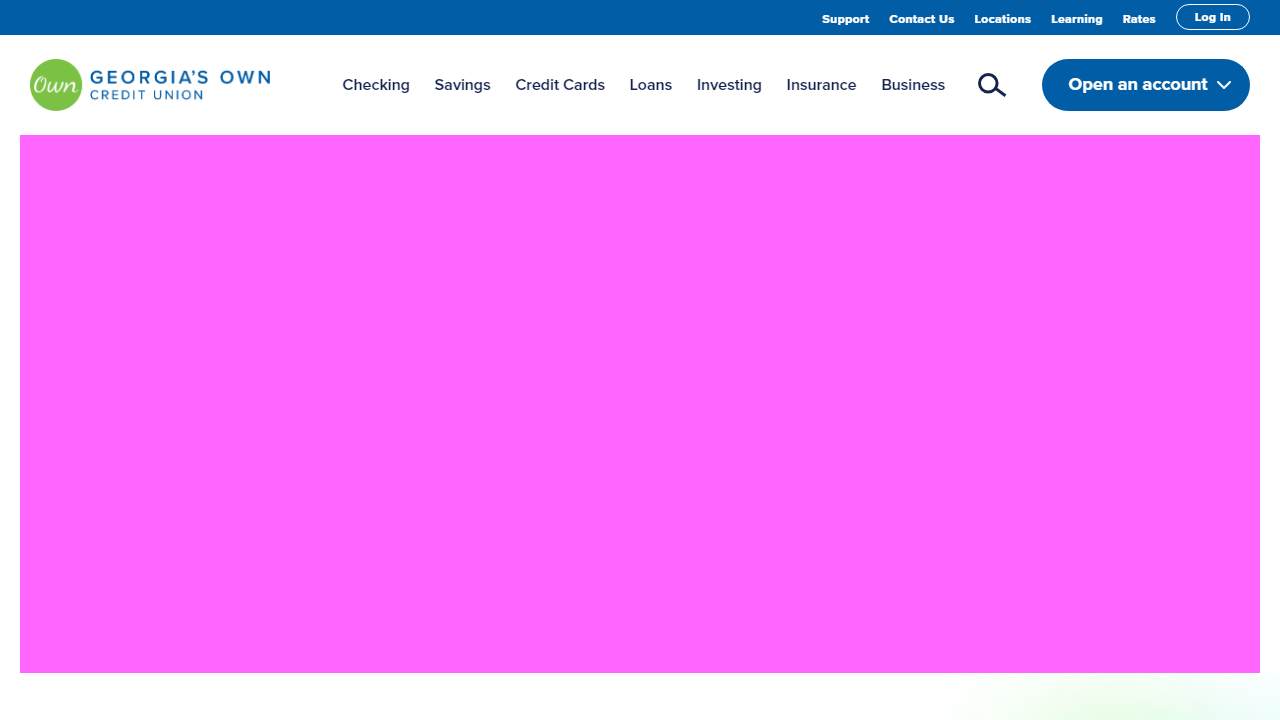 Support Contact Us Locations Learning Rates Log In
Own GEORGIA'S OWN
CREDIT UNION
Checking Savings Credit Cards Loans Investing Insurance Business
Open an account